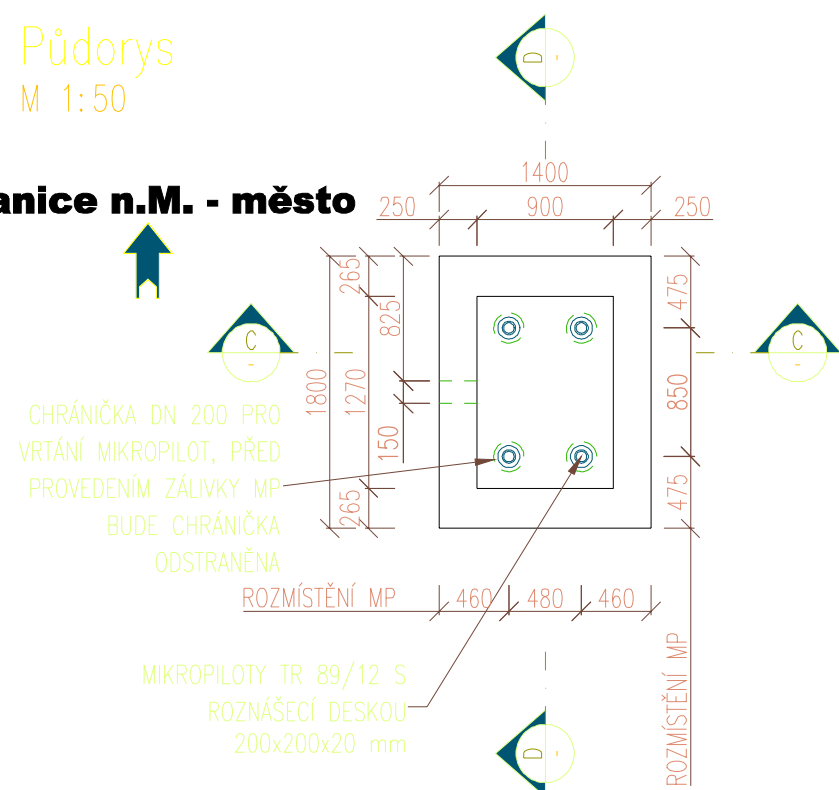 Půdorys
M 1:50
D
-
anice n.M. - město
1400
250
900
250
265
825
1800
1270
150
265
475
850
475
C
-
C
-
CHRÁNIČKA DN 200 PRO
VRTÁNÍ MIKROPILOT, PŘED
PROVEDENÍM ZÁLIVKY MP
BUDE CHRÁNIČKA
ODSTRANĚNA
ROZMÍSTĚNÍ MP
460
480
460
ROZMÍSTĚNÍ MP
MIKROPILOTY TR 89/12 S
ROZNÁŠECÍ DESKOU
200x200x20 mm
D
-